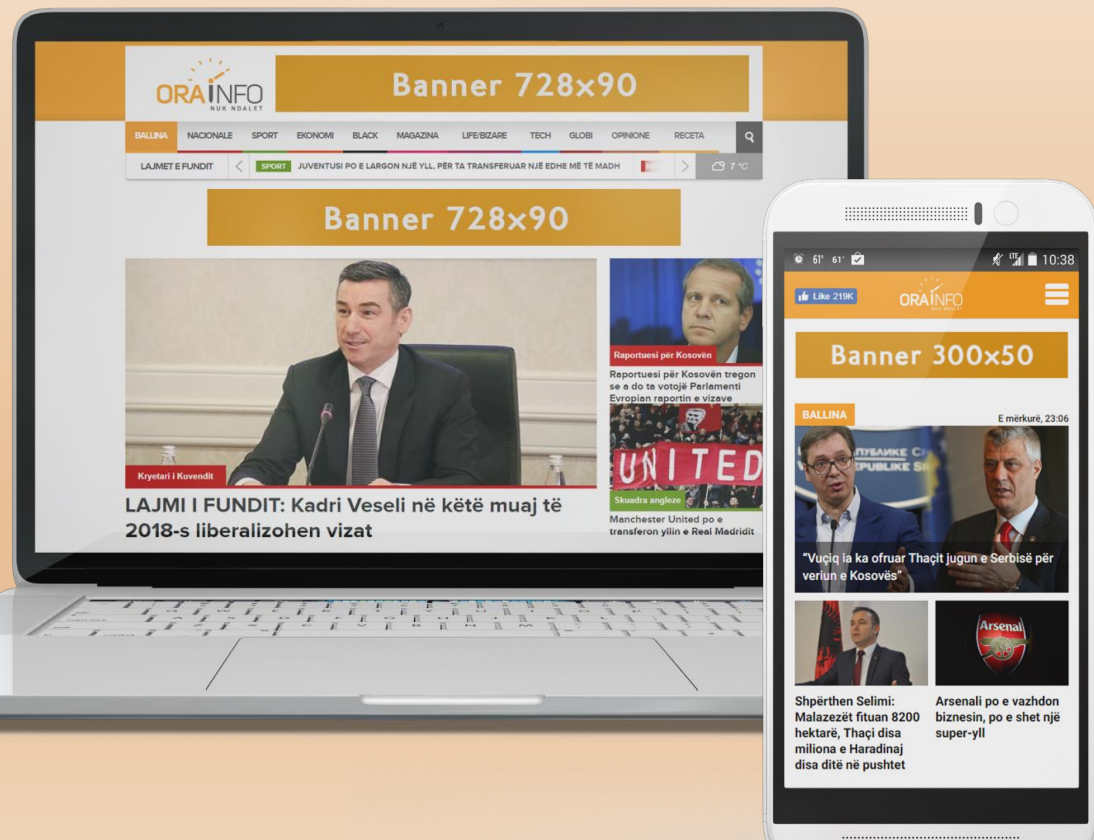 ORAINFO
NUK NDALET
Banner 728x90
BALLINA NACIONALE SPORT EKONOMI BLACK MAGAZINA LIFE/BIZARE TECH GLOBI OPINIONE RECETA
LAJMET E FUNDIT < SPORT JUVENTUSI PO E LARGON NJË YLL, PËR TA TRANSFERUAR NJË EDHE MË TË MADH > 7 °C
Banner 728x90
Kryetari i Kuvendit
LAJMI I FUNDIT: Kadri Veseli në këtë muaj të
2018-s liberalizohen vizat
Raportuesi për Kosovën
Raportuesi për Kosovën tregon
se a do ta votojë Parlamenti
Evropian raportin e vizave
UNITED
Skuadra angleze
Manchester United po e
transferon yllin e Real Madridit
61° 61° LTE 10:38
Like 219K
ORAINFO
NUK NDALET
Banner 300x50
BALLINA
E mërkurë, 23:06
"Vuçiq ia ka ofruar Thaçit jugun e Serbisë për
veriun e Kosovës"
Shpërthen Selimi:
Malazezët fituan 8200
hektarë, Thaçi disa
miliona e Haradinaj
disa ditë në pushtet
Arsenal
Arsenali po e vazhdon
biznesin, po e shet një
super-yll